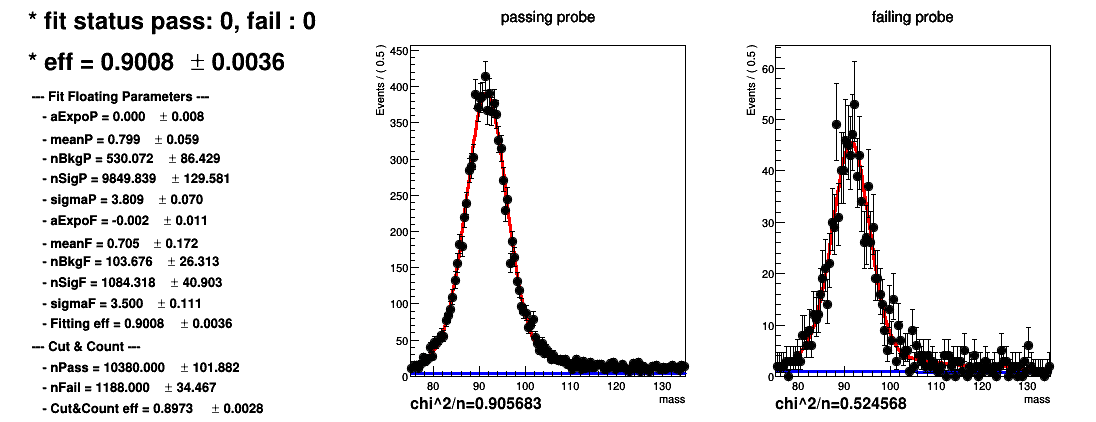 * fit status pass: 0, fail : 0
* eff = 0.9008 ± 0.0036
--- Fit Floating Parameters ---
- aExpoP = 0.000 ± 0.008
- meanP = 0.799 ± 0.059
- nBkgP = 530.072 ± 86.429
- nSigP = 9849.839 ± 129.581
- sigmaP = 3.809 ± 0.070
- aExpoF = -0.002 ± 0.011
- meanF = 0.705 ± 0.172
- nBkgF = 103.676 ± 26.313
- nSigF = 1084.318 ± 40.903
- sigmaF = 3.500 ± 0.111
- Fitting eff = 0.9008 ± 0.0036
--- Cut & Count ---
- nPass = 10380.000 ± 101.882
- nFail = 1188.000 ± 34.467
- Cut&Count eff = 0.8973 ± 0.0028
passing probe
Events / ( 0.5 )
450
400
350
300
250
200
150
100
50
0
80 90 100 110 120 130
mass
chi^2/n=0.905683
failing probe
Events / ( 0.5 )
60
50
40
30
20
10
0
80 90 100 110 120 130
mass
chi^2/n=0.524568